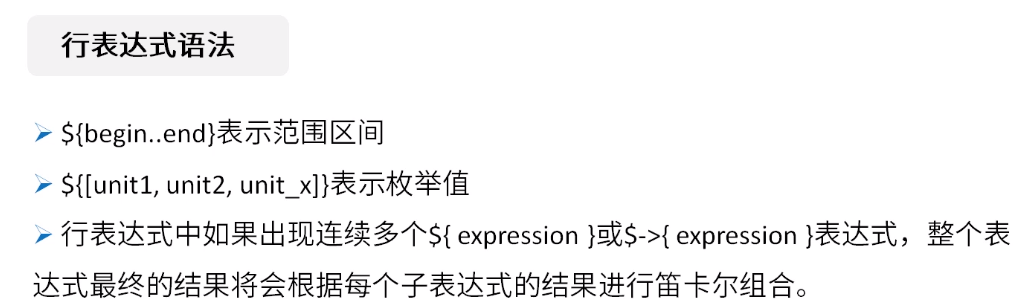 行表达式语法
${begin..end}表示范围区间
${[unit1, unit2, unit_x]}表示枚举值
行表达式中如果出现连续多个${ expression }或$->{ expression }表达式，整个表
达式最终的结果将会根据每个子表达式的结果进行笛卡尔组合。